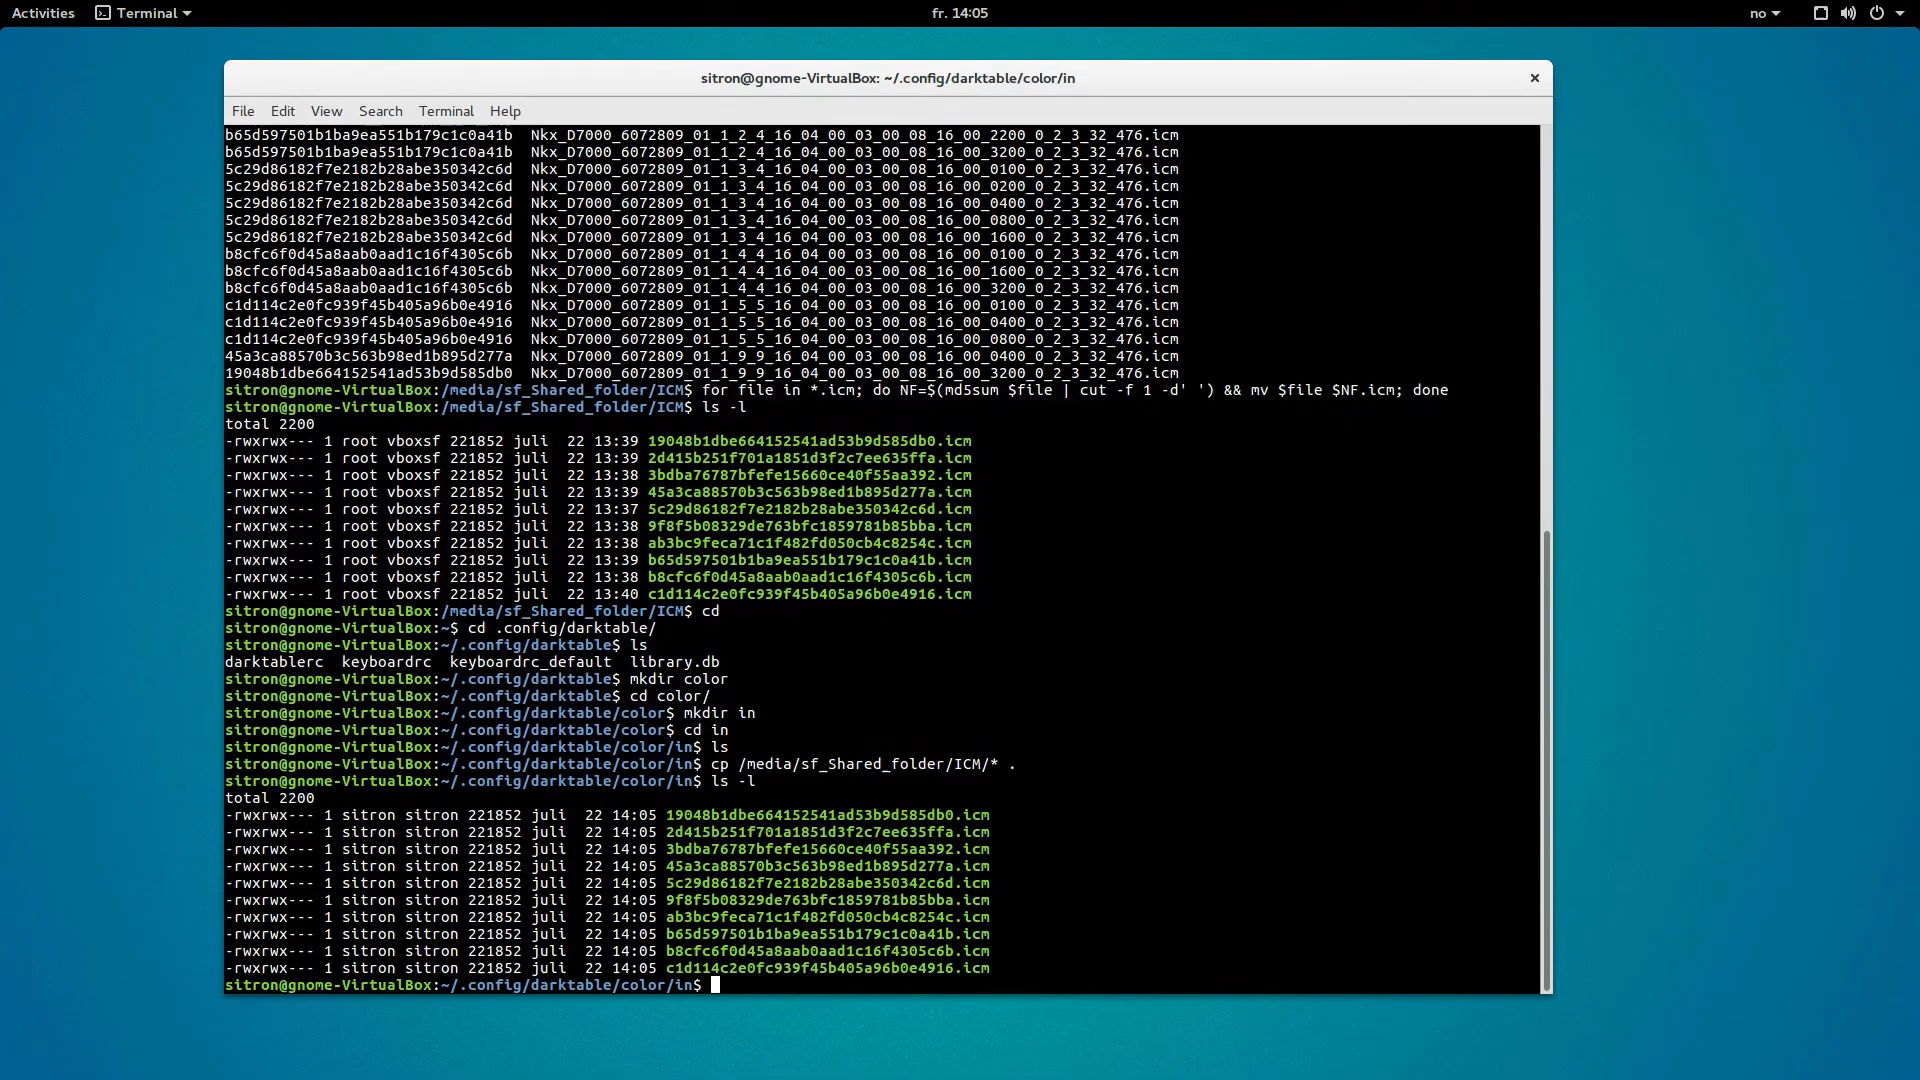 Activities Terminal fr. 14:05 no
sitron@gnome-VirtualBox: ~/.config/darktable/color/in
File Edit View Search Terminal Help
b65d597501b1ba9ea551b179c1c0a41b  Nkx_D7000_6072809_01_1_2_4_16_04_00_03_00_08_16_00_2200_0_2_3_32_476.icm
b65d597501b1ba9ea551b179c1c0a41b  Nkx_D7000_6072809_01_1_2_4_16_04_00_03_00_08_16_00_3200_0_2_3_32_476.icm
5c29d86182f7e2182b28abe350342c6d  Nkx_D7000_6072809_01_1_3_4_16_04_00_03_00_08_16_00_0100_0_2_3_32_476.icm
5c29d86182f7e2182b28abe350342c6d  Nkx_D7000_6072809_01_1_3_4_16_04_00_03_00_08_16_00_0200_0_2_3_32_476.icm
5c29d86182f7e2182b28abe350342c6d  Nkx_D7000_6072809_01_1_3_4_16_04_00_03_00_08_16_00_0400_0_2_3_32_476.icm
5c29d86182f7e2182b28abe350342c6d  Nkx_D7000_6072809_01_1_3_4_16_04_00_03_00_08_16_00_0800_0_2_3_32_476.icm
5c29d86182f7e2182b28abe350342c6d  Nkx_D7000_6072809_01_1_3_4_16_04_00_03_00_08_16_00_1600_0_2_3_32_476.icm
b8cfc6f0d45a8aab0aad1c16f4305c6b  Nkx_D7000_6072809_01_1_4_4_16_04_00_03_00_08_16_00_0100_0_2_3_32_476.icm
b8cfc6f0d45a8aab0aad1c16f4305c6b  Nkx_D7000_6072809_01_1_4_4_16_04_00_03_00_08_16_00_1600_0_2_3_32_476.icm
b8cfc6f0d45a8aab0aad1c16f4305c6b  Nkx_D7000_6072809_01_1_4_4_16_04_00_03_00_08_16_00_3200_0_2_3_32_476.icm
c1d114c2e0fc939f45b405a96b0e4916  Nkx_D7000_6072809_01_1_5_5_16_04_00_03_00_08_16_00_0100_0_2_3_32_476.icm
c1d114c2e0fc939f45b405a96b0e4916  Nkx_D7000_6072809_01_1_5_5_16_04_00_03_00_08_16_00_0400_0_2_3_32_476.icm
c1d114c2e0fc939f45b405a96b0e4916  Nkx_D7000_6072809_01_1_5_5_16_04_00_03_00_08_16_00_0800_0_2_3_32_476.icm
45a3ca88570b3c563b98ed1b895d277a  Nkx_D7000_6072809_01_1_9_9_16_04_00_03_00_08_16_00_0400_0_2_3_32_476.icm
19048b1dbe664152541ad53b9d585db0  Nkx_D7000_6072809_01_1_9_9_16_04_00_03_00_08_16_00_3200_0_2_3_32_476.icm
sitron@gnome-VirtualBox:/media/sf_Shared_folder/ICM$ for file in *.icm; do NF=$(md5sum $file | cut -f 1 -d' ') && mv $file $NF.icm; done
sitron@gnome-VirtualBox:/media/sf_Shared_folder/ICM$ ls -l
total 2200
-rwxrwx--- 1 root vboxsf 221852 juli  22 13:39 19048b1dbe664152541ad53b9d585db0.icm
-rwxrwx--- 1 root vboxsf 221852 juli  22 13:39 2d415b251f701a1851d3f2c7ee635ffa.icm
-rwxrwx--- 1 root vboxsf 221852 juli  22 13:38 3bdba76787bfefe15660ce40f55aa392.icm
-rwxrwx--- 1 root vboxsf 221852 juli  22 13:39 45a3ca88570b3c563b98ed1b895d277a.icm
-rwxrwx--- 1 root vboxsf 221852 juli  22 13:37 5c29d86182f7e2182b28abe350342c6d.icm
-rwxrwx--- 1 root vboxsf 221852 juli  22 13:38 9f8f5b08329de763bfc1859781b85bba.icm
-rwxrwx--- 1 root vboxsf 221852 juli  22 13:38 ab3bc9feca71c1f482fd050cb4c8254c.icm
-rwxrwx--- 1 root vboxsf 221852 juli  22 13:39 b65d597501b1ba9ea551b179c1c0a41b.icm
-rwxrwx--- 1 root vboxsf 221852 juli  22 13:38 b8cfc6f0d45a8aab0aad1c16f4305c6b.icm
-rwxrwx--- 1 root vboxsf 221852 juli  22 13:40 c1d114c2e0fc939f45b405a96b0e4916.icm
sitron@gnome-VirtualBox:/media/sf_Shared_folder/ICM$ cd
sitron@gnome-VirtualBox:~$ cd .config/darktable/
sitron@gnome-VirtualBox:~/.config/darktable$ ls
darktablerc  keyboardrc  keyboardrc_default  library.db
sitron@gnome-VirtualBox:~/.config/darktable$ mkdir color
sitron@gnome-VirtualBox:~/.config/darktable$ cd color/
sitron@gnome-VirtualBox:~/.config/darktable/color$ mkdir in
sitron@gnome-VirtualBox:~/.config/darktable/color$ cd in
sitron@gnome-VirtualBox:~/.config/darktable/color/in$ ls
sitron@gnome-VirtualBox:~/.config/darktable/color/in$ cp /media/sf_Shared_folder/ICM/* .
sitron@gnome-VirtualBox:~/.config/darktable/color/in$ ls -l
total 2200
-rwxrwx--- 1 sitron sitron 221852 juli  22 14:05 19048b1dbe664152541ad53b9d585db0.icm
-rwxrwx--- 1 sitron sitron 221852 juli  22 14:05 2d415b251f701a1851d3f2c7ee635ffa.icm
-rwxrwx--- 1 sitron sitron 221852 juli  22 14:05 3bdba76787bfefe15660ce40f55aa392.icm
-rwxrwx--- 1 sitron sitron 221852 juli  22 14:05 45a3ca88570b3c563b98ed1b895d277a.icm
-rwxrwx--- 1 sitron sitron 221852 juli  22 14:05 5c29d86182f7e2182b28abe350342c6d.icm
-rwxrwx--- 1 sitron sitron 221852 juli  22 14:05 9f8f5b08329de763bfc1859781b85bba.icm
-rwxrwx--- 1 sitron sitron 221852 juli  22 14:05 ab3bc9feca71c1f482fd050cb4c8254c.icm
-rwxrwx--- 1 sitron sitron 221852 juli  22 14:05 b65d597501b1ba9ea551b179c1c0a41b.icm
-rwxrwx--- 1 sitron sitron 221852 juli  22 14:05 b8cfc6f0d45a8aab0aad1c16f4305c6b.icm
-rwxrwx--- 1 sitron sitron 221852 juli  22 14:05 c1d114c2e0fc939f45b405a96b0e4916.icm
sitron@gnome-VirtualBox:~/.config/darktable/color/in$